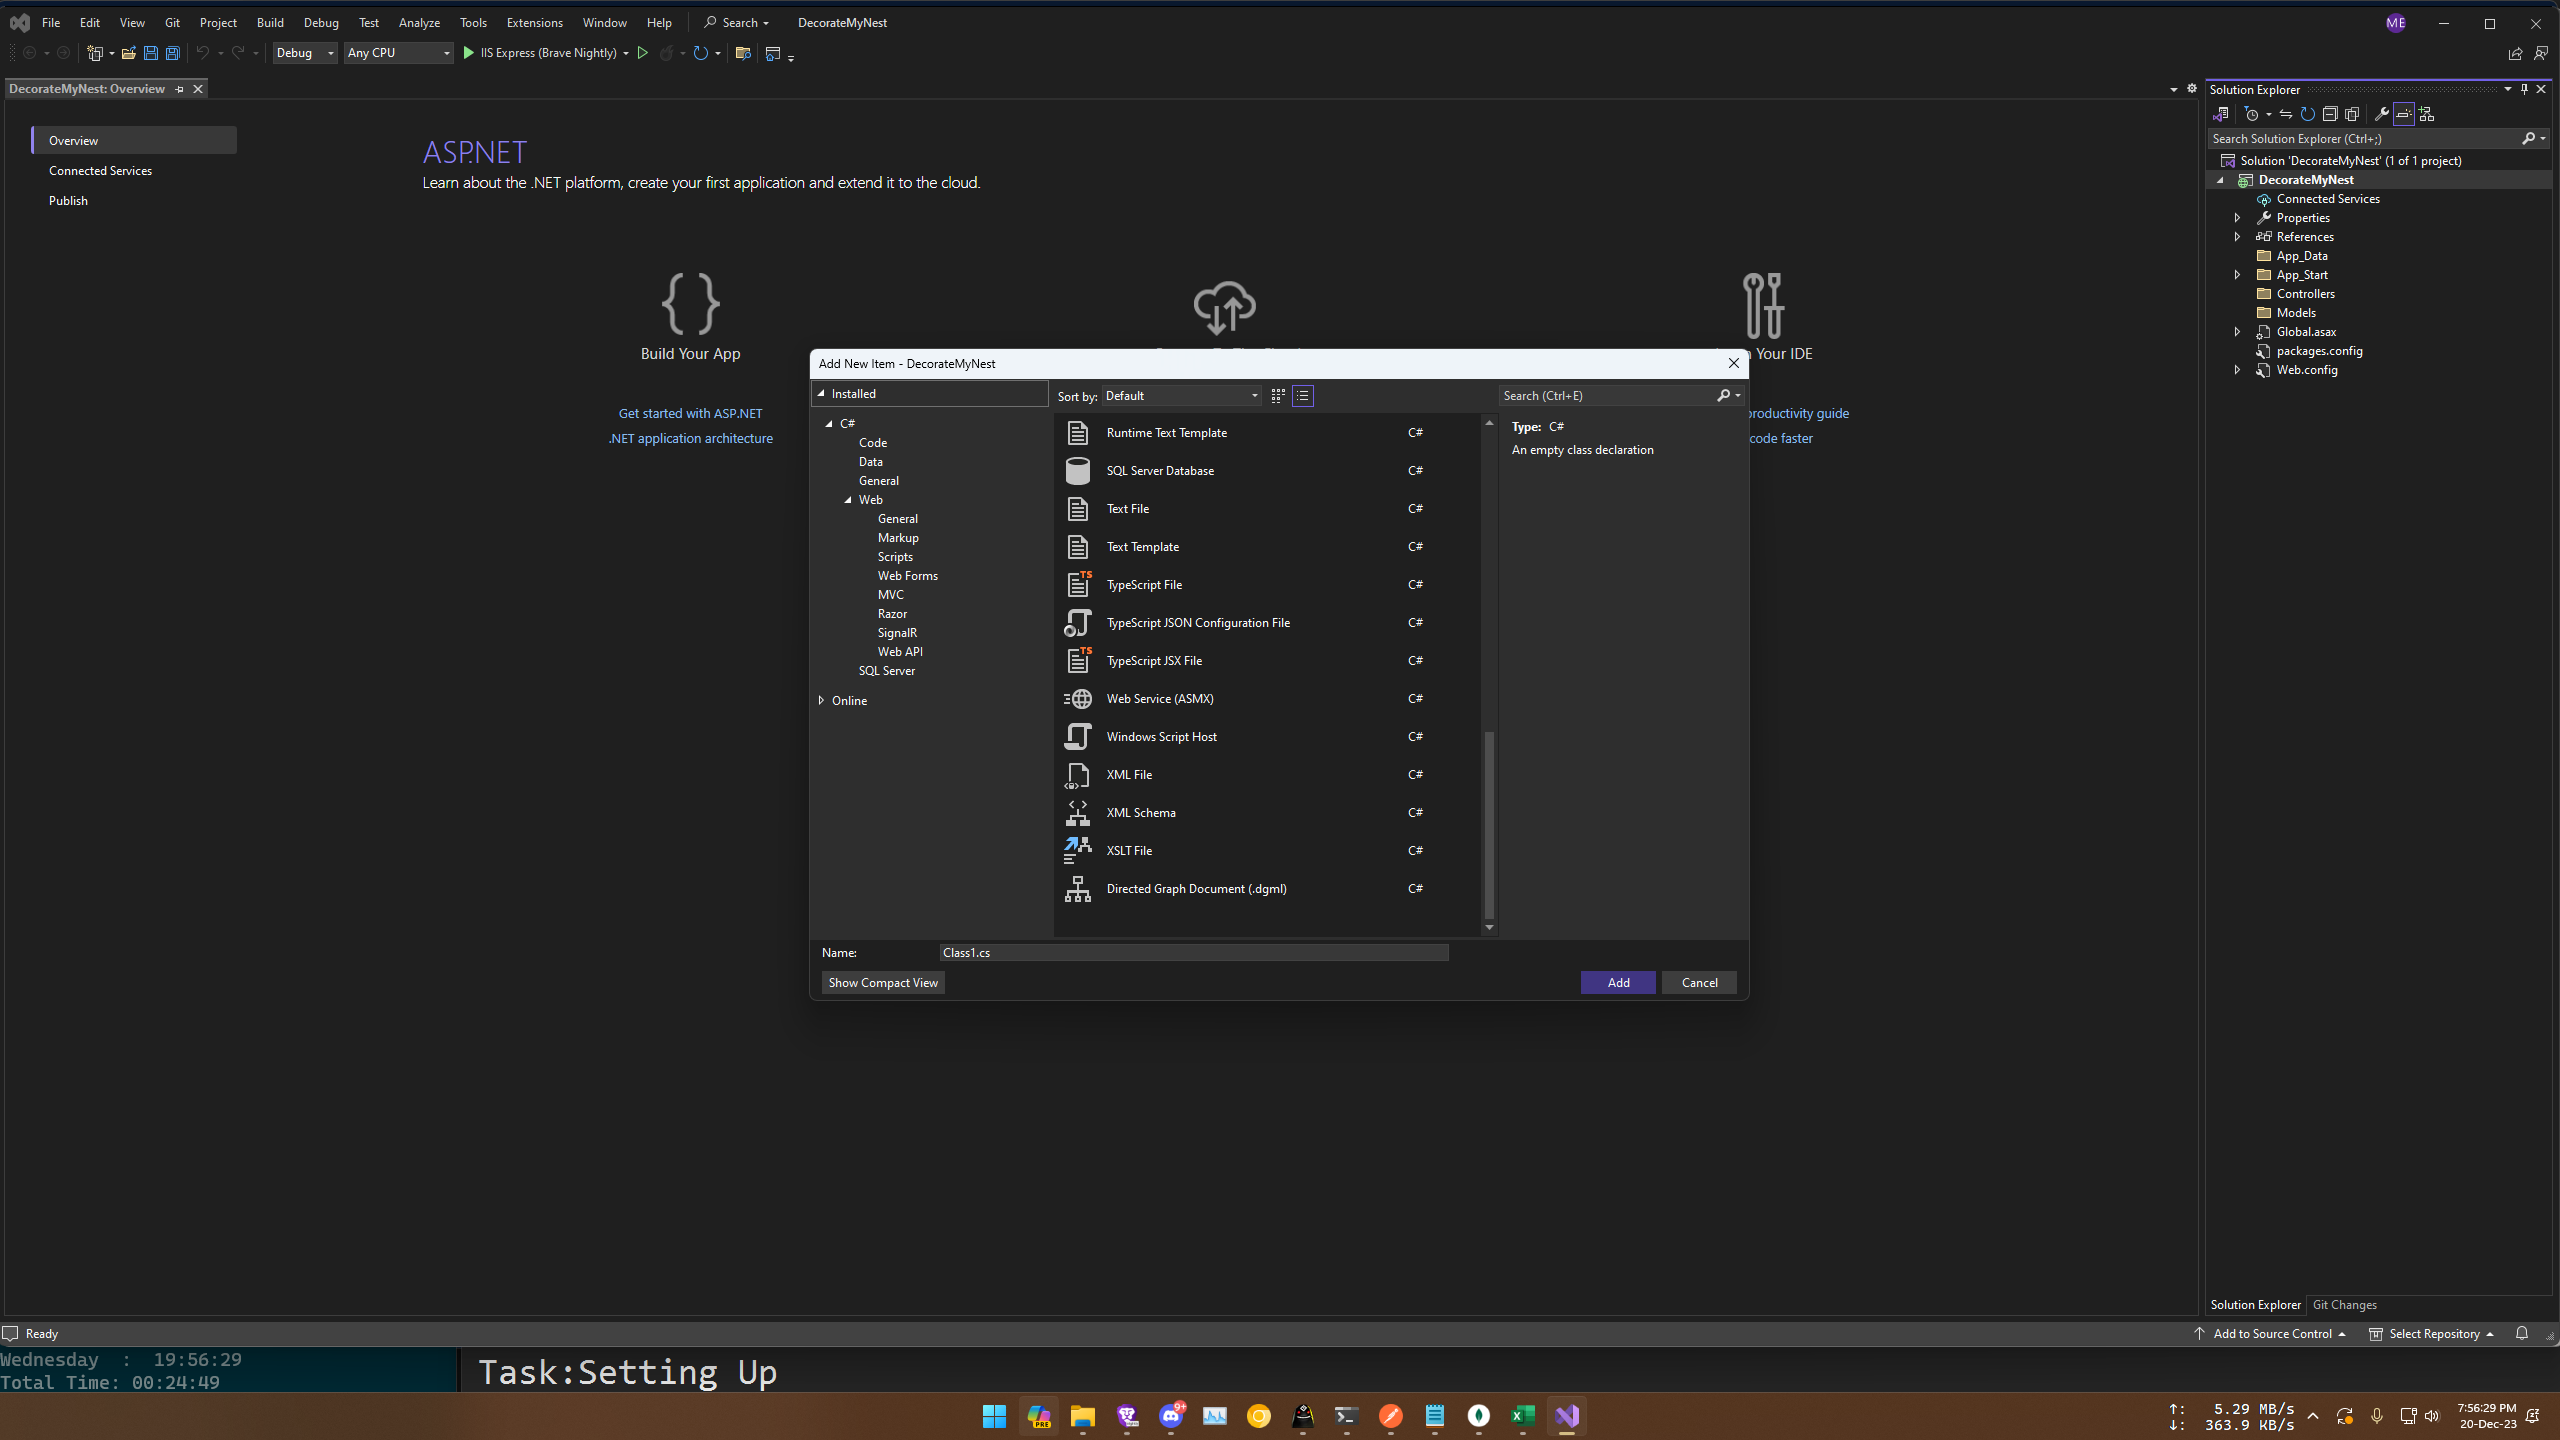 File Edit View Git Project Build Debug Test Analyze Tools Extensions Window Help Search DecorateMyNest ME
Debug Any CPU IIS Express (Brave Nightly)
DecorateMyNest: Overview
Overview
Connected Services
Publish
ASP.NET
Learn about the .NET platform, create your first application and extend it to the cloud.
Build Your App
Your IDE
Get started with ASP.NET
productivity guide
.NET application architecture
code faster
Add New Item - DecorateMyNest
Installed
Sort by: Default
Search (Ctrl+E)
C#
Code
Data
General
Web
General
Markup
Scripts
Web Forms
MVC
Razor
SignalR
Web API
SQL Server
Online
Runtime Text Template C#
SQL Server Database C#
Text File C#
Text Template C#
TS TypeScript File C#
TypeScript JSON Configuration File C#
TS TypeScript JSX File C#
Web Service (ASMX) C#
Windows Script Host C#
XML File C#
XML Schema C#
XSLT File C#
Directed Graph Document (.dgml) C#
Type: C#
An empty class declaration
Name: Class1.cs
Show Compact View
Add Cancel
Solution Explorer
Search Solution Explorer (Ctrl+;)
Solution 'DecorateMyNest' (1 of 1 project)
DecorateMyNest
Connected Services
Properties
References
App_Data
App_Start
Controllers
Models
Global.asax
packages.config
Web.config
Solution Explorer Git Changes
Ready
Add to Source Control Select Repository
Wednesday : 19:56:29
Total Time: 00:24:49
Task:Setting Up
PRE
9+
↑: 5.29 MB/s
↓: 363.9 KB/s
7:56:29 PM
20-Dec-23